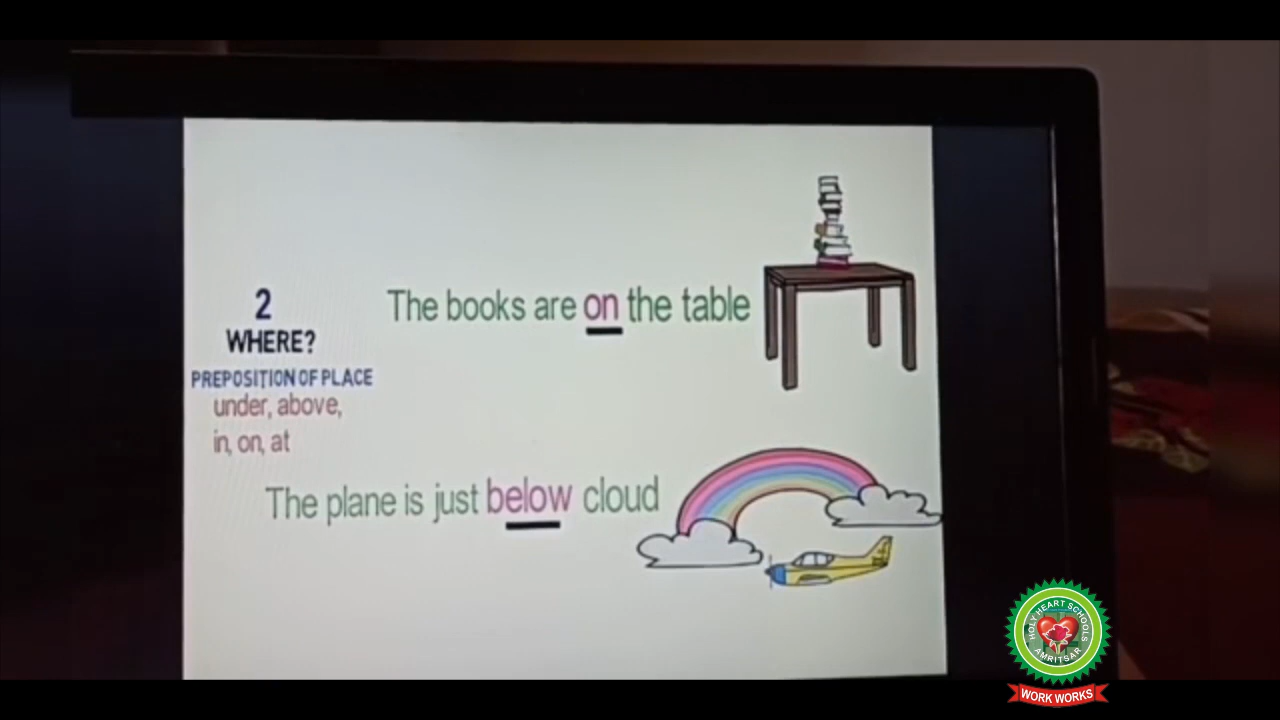 2
WHERE?
PREPOSITION OF PLACE
under, above,
in, on, at
The books are on the table
The plane is just below cloud
HOLY HEART SCHOOLS
AMRITSAR
WORK WORKS